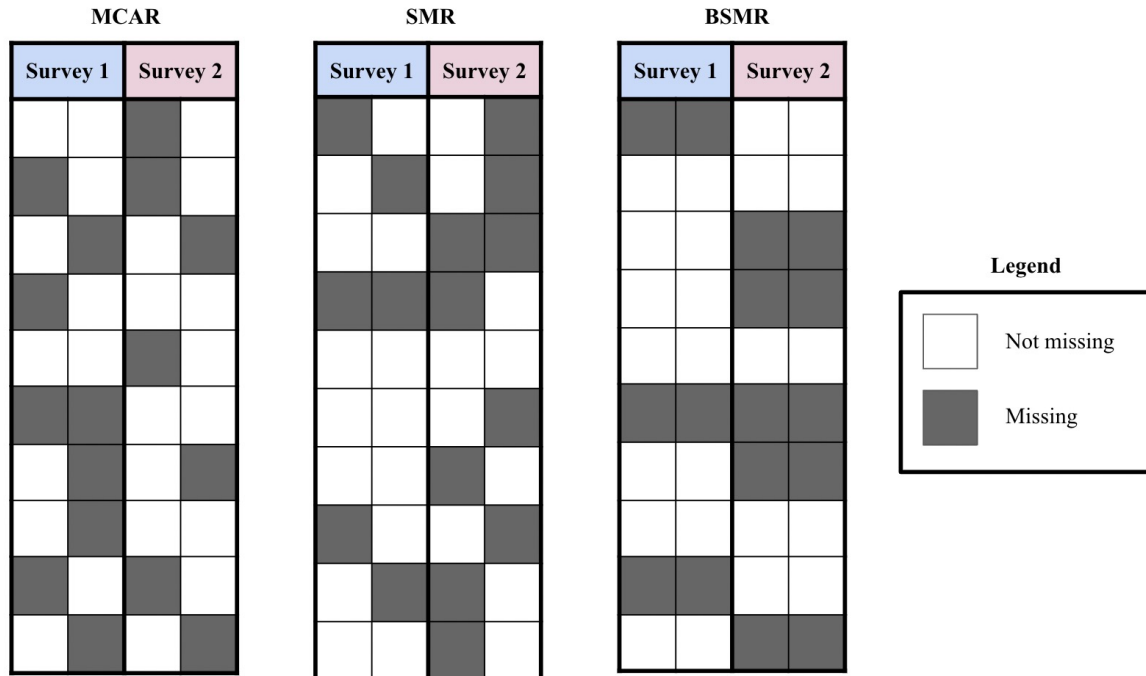 MCAR
SMR
BSMR
Survey 1
Survey 2
Survey 1
Survey 2
Survey 1
Survey 2
Legend
Not missing
Missing